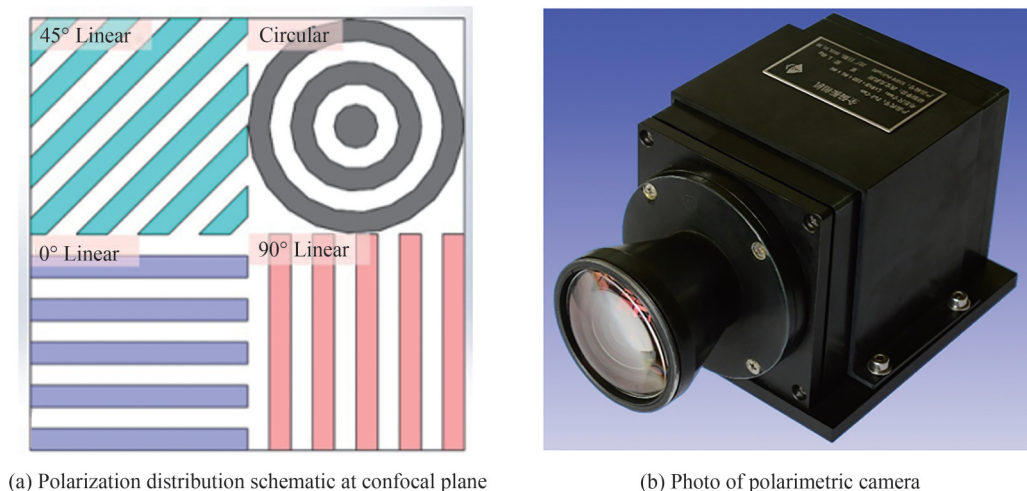 45° Linear
Circular
0° Linear
90° Linear
(a) Polarization distribution schematic at confocal plane
(b) Photo of polarimetric camera